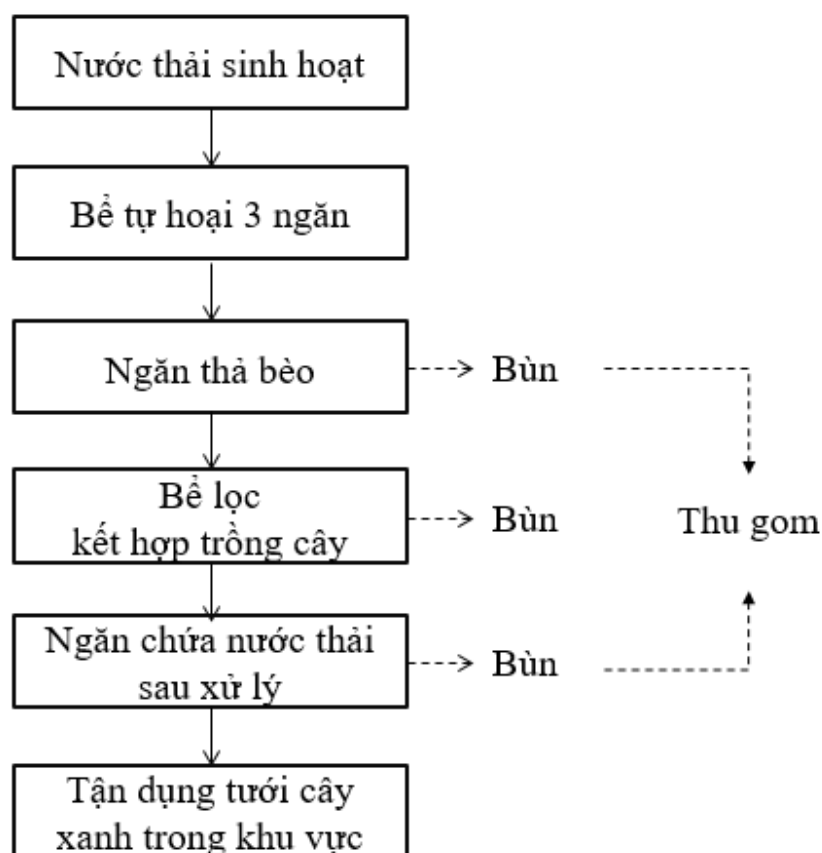 Nước thải sinh hoạt
Bể tự hoại 3 ngăn
Ngăn thả bèo
Bùn
Bể lọc
kết hợp trồng cây
Bùn
Thu gom
Ngăn chứa nước thải
sau xử lý
Bùn
Tận dụng tưới cây
xanh trong khu vực